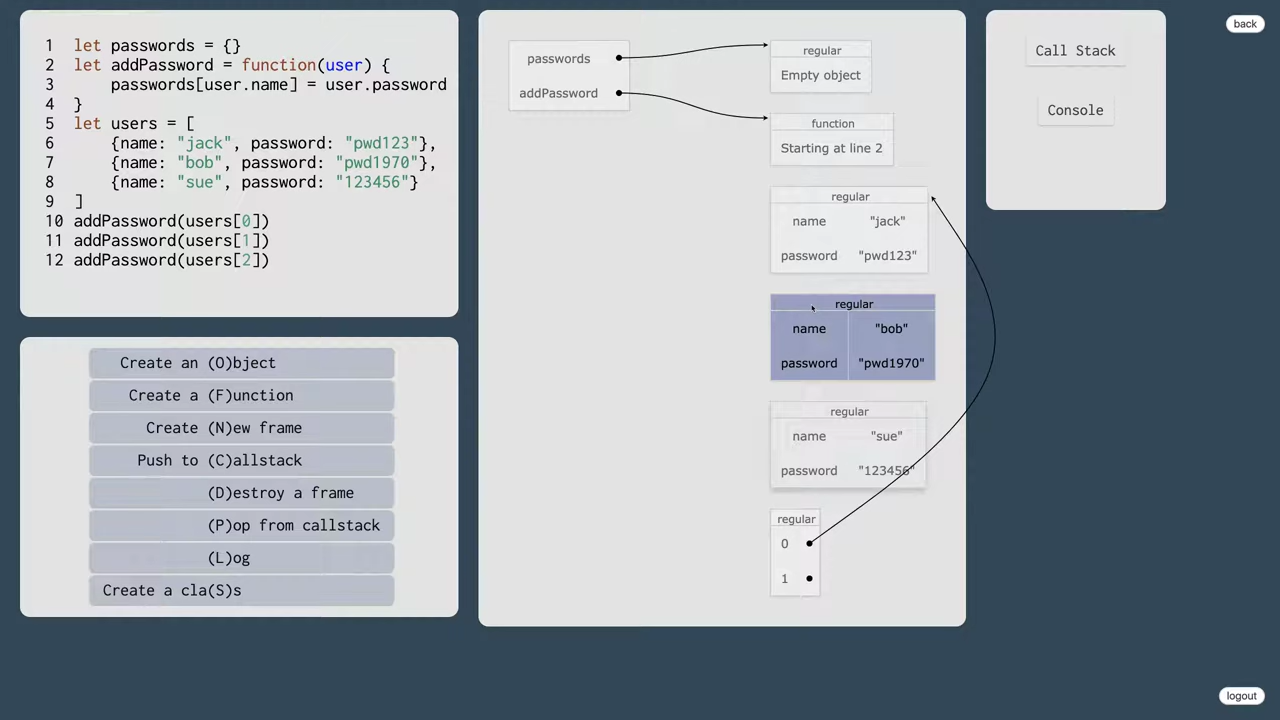 1 let passwords = {}
2 let addPassword = function(user) {
3 passwords[user.name] = user.password
4 }
5 let users = [
6 {name: "jack", password: "pwd123"},
7 {name: "bob", password: "pwd1970"},
8 {name: "sue", password: "123456"}
9 ]
10 addPassword(users[0])
11 addPassword(users[1])
12 addPassword(users[2])
Create an (O)bject
Create a (F)unction
Create (N)ew frame
Push to (C)allstack
(D)estroy a frame
(P)op from callstack
(L)og
Create a cla(S)s
passwords
addPassword
regular
Empty object
function
Starting at line 2
regular
name "jack"
password "pwd123"
regular
name "bob"
password "pwd1970"
regular
name "sue"
password "123456"
regular
0
1
Call Stack
Console
back
logout